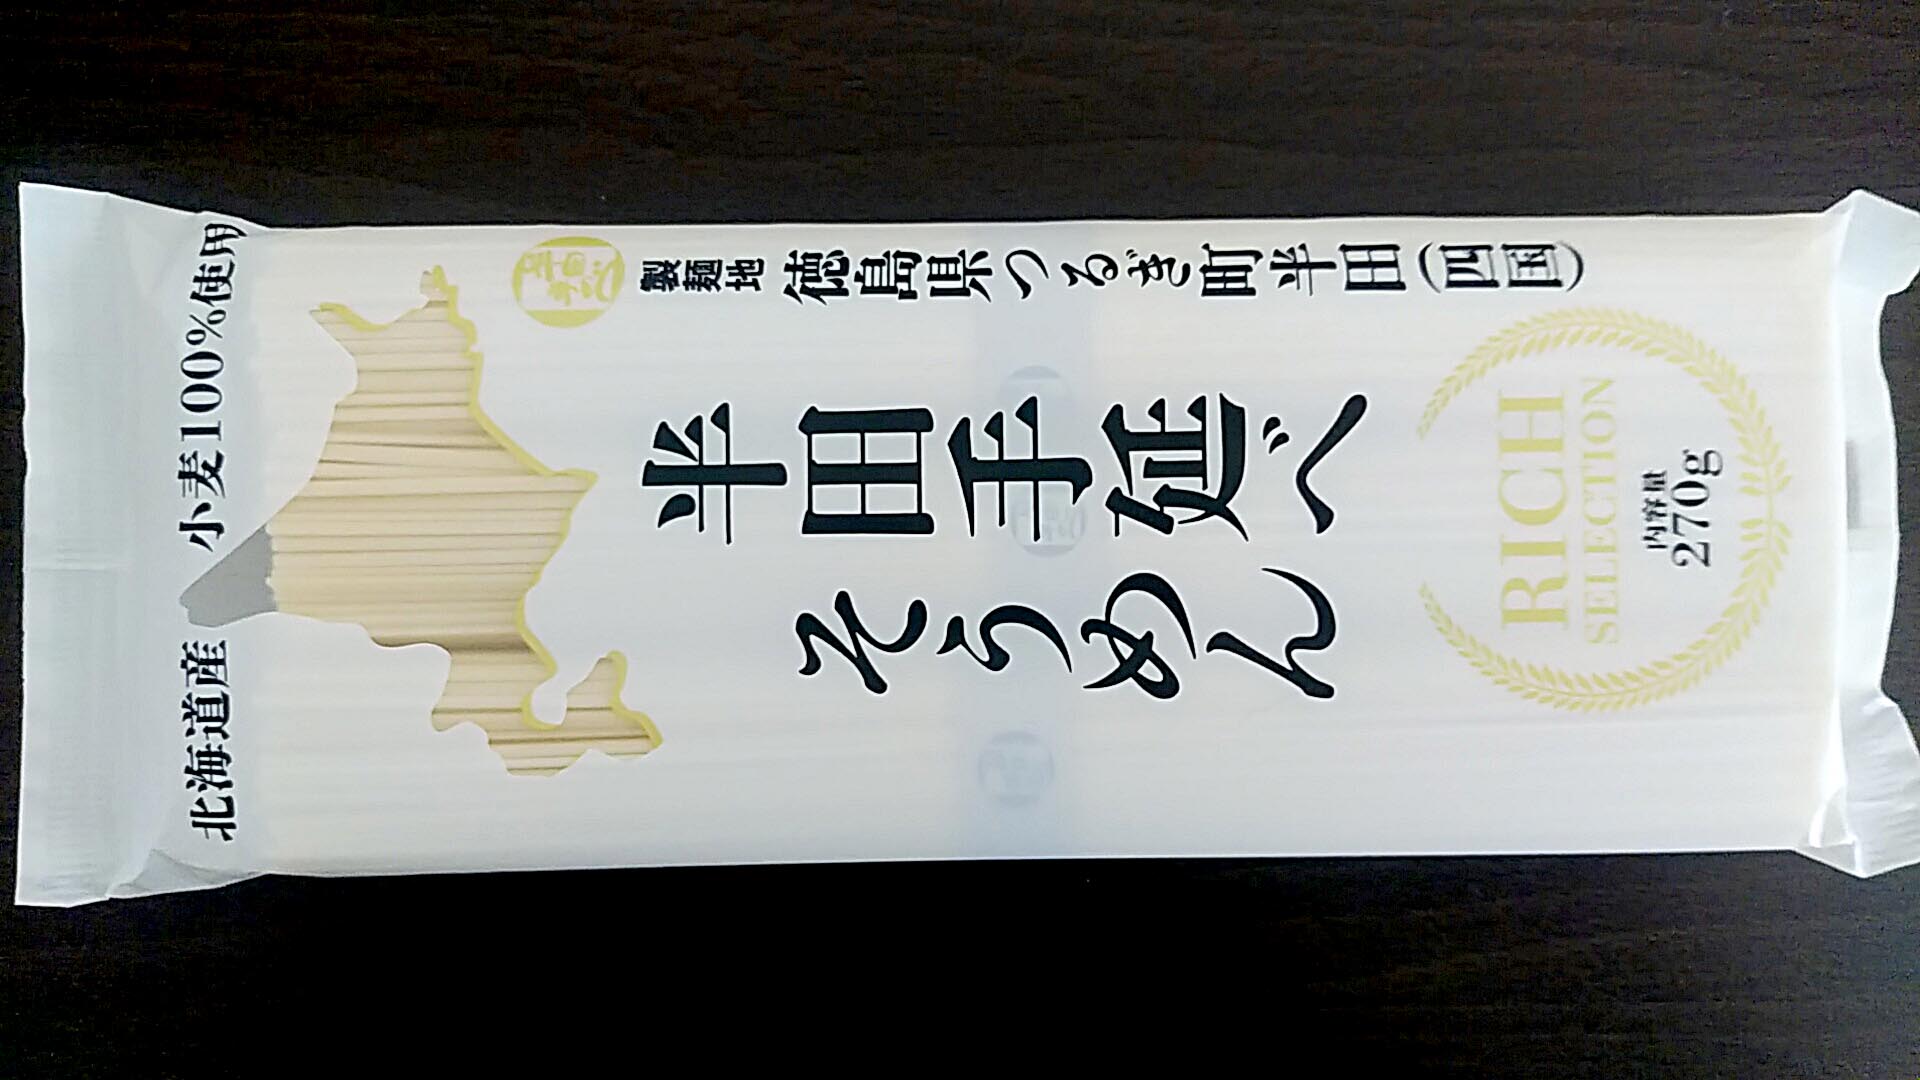 北海道産 小麦100%使用
製麺地 徳島県つるぎ町半田(四国)
半田手延べ
そうめん
RICH
SELECTION
内容量
270g